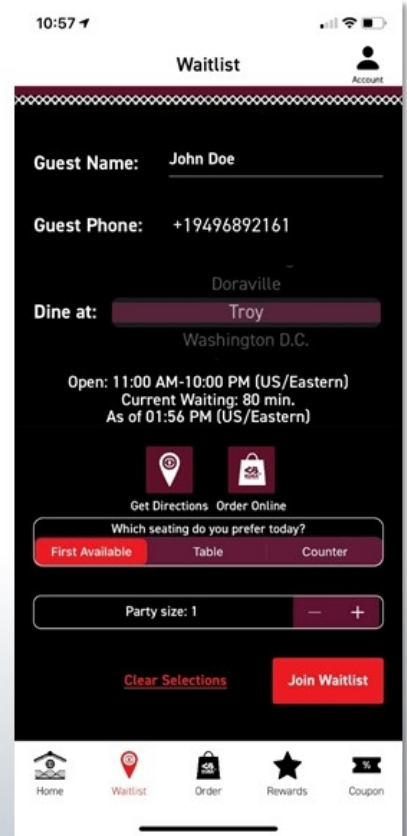 10:57
Waitlist
Account
Guest Name: John Doe
Guest Phone: +19496892161
Doraville
Dine at: Troy
Washington D.C.
Open: 11:00 AM-10:00 PM (US/Eastern)
Current Waiting: 80 min.
As of 01:56 PM (US/Eastern)
Get Directions Order Online
Which seating do you prefer today?
First Available Table Counter
Party size: 1 − +
Clear Selections Join Waitlist
Home Waitlist Order Rewards Coupon